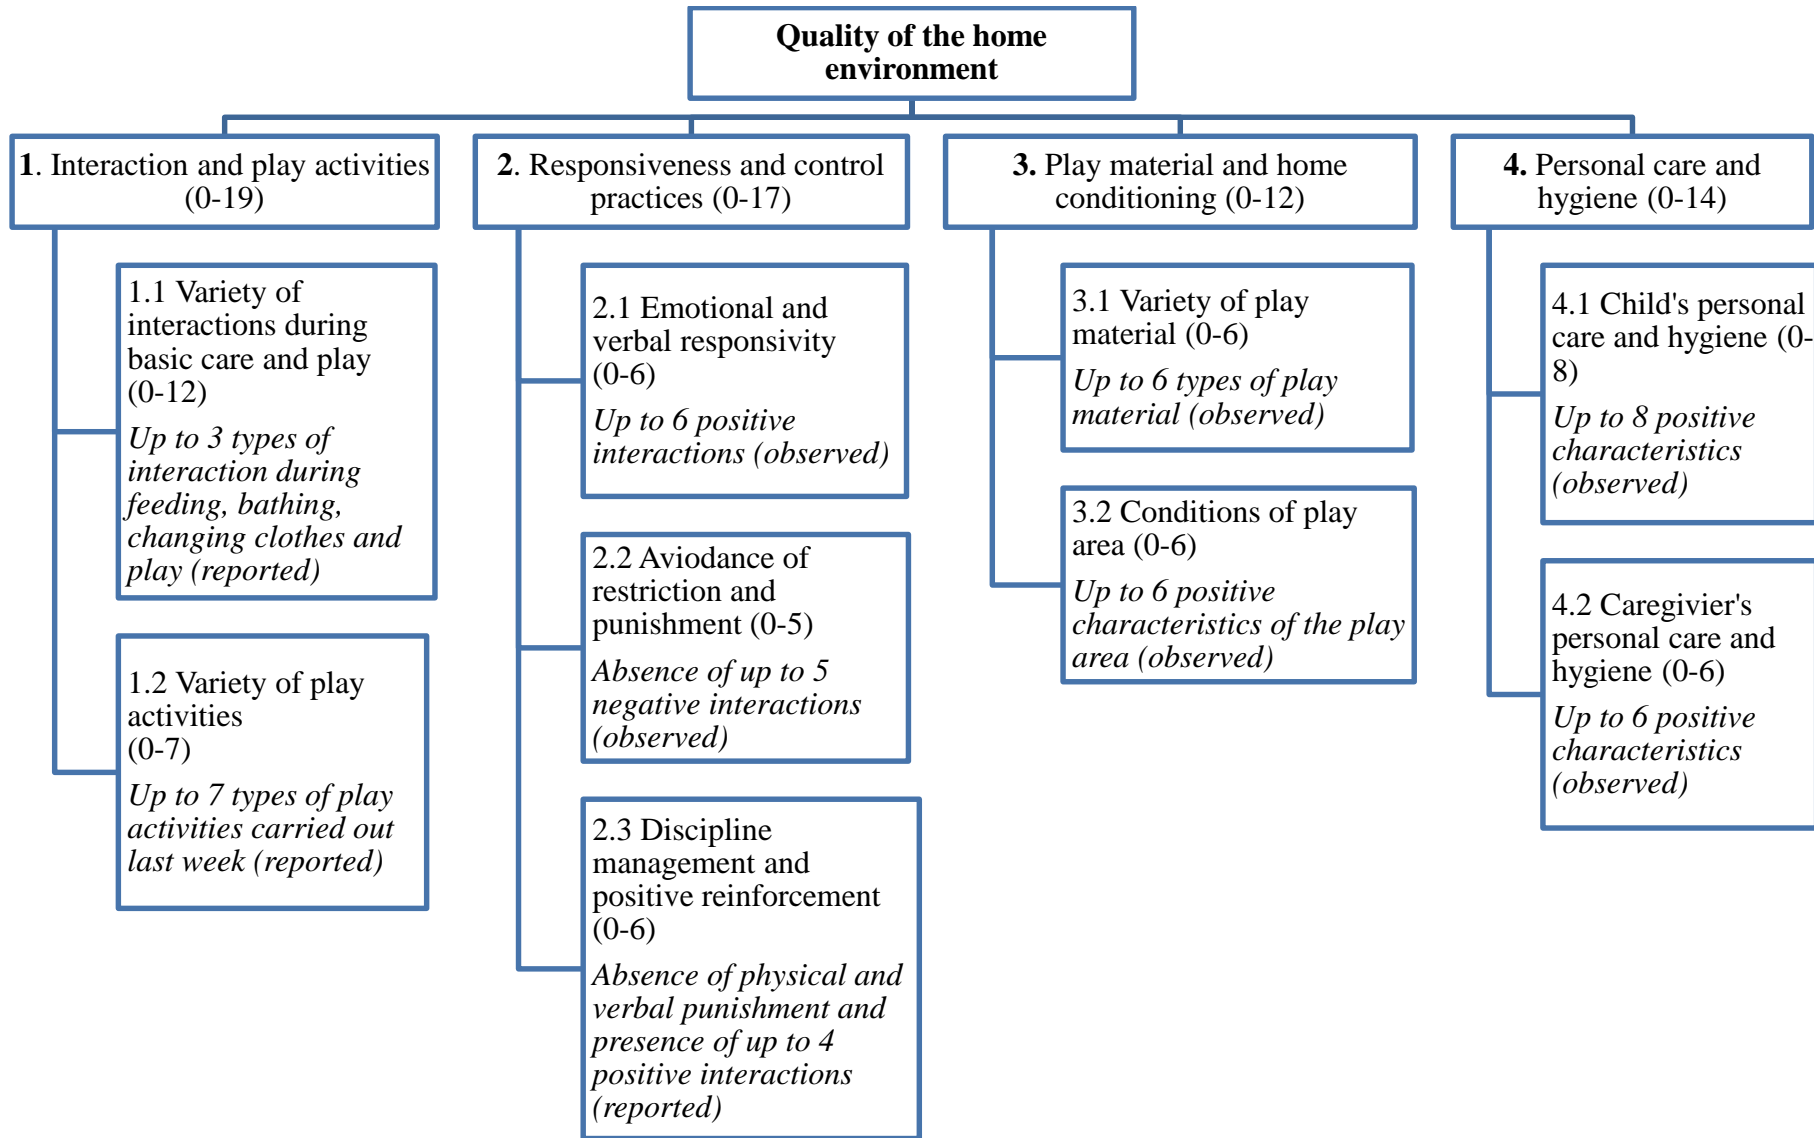 Quality of the home
environment
1. Interaction and play activities
(0-19)
1.1 Variety of
interactions during
basic care and play
(0-12)
Up to 3 types of
interaction during
feeding, bathing,
changing clothes and
play (reported)
1.2 Variety of play
activities
(0-7)
Up to 7 types of play
activities carried out
last week (reported)
2. Responsiveness and control
practices (0-17)
2.1 Emotional and
verbal responsivity
(0-6)
Up to 6 positive
interactions (observed)
2.2 Aviodance of
restriction and
punishment (0-5)
Absence of up to 5
negative interactions
(observed)
2.3 Discipline
management and
positive reinforcement
(0-6)
Absence of physical and
verbal punishment and
presence of up to 4
positive interactions
(reported)
3. Play material and home
conditioning (0-12)
3.1 Variety of play
material (0-6)
Up to 6 types of play
material (observed)
3.2 Conditions of play
area (0-6)
Up to 6 positive
characteristics of the play
area (observed)
4. Personal care and
hygiene (0-14)
4.1 Child's personal
care and hygiene (0-
8)
Up to 8 positive
characteristics
(observed)
4.2 Caregivier's
personal care and
hygiene (0-6)
Up to 6 positive
characteristics
(observed)